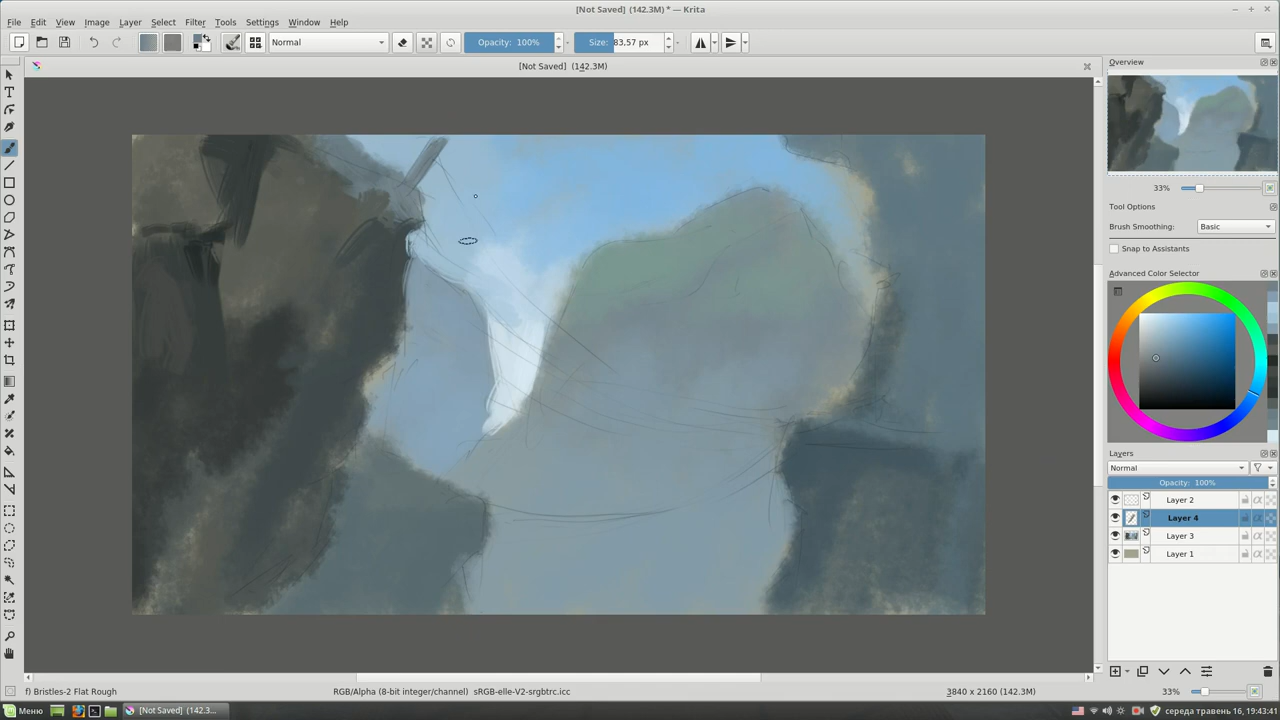 [Not Saved]  (142.3M) * — Krita
File Edit View Image Layer Select Filter Tools Settings Window Help
Normal Opacity: 100% Size: 83.57 px
[Not Saved]  (142.3M)
Overview
33%
Tool Options
Brush Smoothing: Basic
Snap to Assistants
Advanced Color Selector
Layers
Normal
Opacity: 100%
Layer 2
Layer 4
Layer 3
Layer 1
f) Bristles-2 Flat Rough RGB/Alpha (8-bit integer/channel)  sRGB-elle-V2-srgbtrc.icc 3840 x 2160 (142.3M) 33%
Меню [Not Saved]  (142.3... середа травень 16, 19:43:41